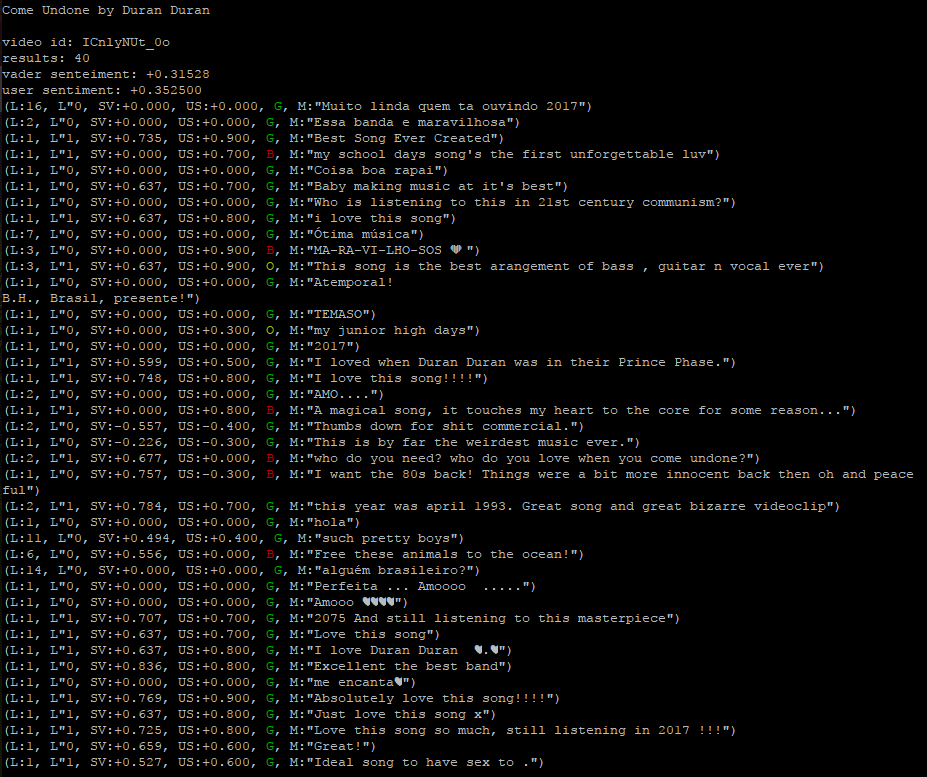 Come Undone by Duran Duran
video id: ICnlyNUt_0o
results: 40
vader senteiment: +0.31528
user sentiment: +0.352500
(L:16, L"0, SV:+0.000, US:+0.000, G, M:"Muito linda quem ta ouvindo 2017")
(L:2, L"0, SV:+0.000, US:+0.000, G, M:"Essa banda e maravilhosa")
(L:1, L"1, SV:+0.735, US:+0.900, G, M:"Best Song Ever Created")
(L:1, L"1, SV:+0.000, US:+0.700, B, M:"my school days song's the first unforgettable luv")
(L:1, L"0, SV:+0.000, US:+0.000, G, M:"Coisa boa rapai")
(L:1, L"0, SV:+0.637, US:+0.700, G, M:"Baby making music at it's best")
(L:1, L"0, SV:+0.000, US:+0.000, G, M:"Who is listening to this in 21st century communism?")
(L:1, L"1, SV:+0.637, US:+0.800, G, M:"i love this song")
(L:7, L"0, SV:+0.000, US:+0.000, G, M:"Ótima música")
(L:3, L"0, SV:+0.000, US:+0.900, B, M:"MA-RA-VI-LHO-SOS 💗")
(L:3, L"1, SV:+0.637, US:+0.900, O, M:"This song is the best arangement of bass , guitar n vocal ever")
(L:1, L"0, SV:+0.000, US:+0.000, G, M:"Atemporal!
B.H., Brasil, presente!")
(L:1, L"0, SV:+0.000, US:+0.000, G, M:"TEMASO")
(L:1, L"0, SV:+0.000, US:+0.300, O, M:"my junior high days")
(L:1, L"0, SV:+0.000, US:+0.000, G, M:"2017")
(L:1, L"1, SV:+0.599, US:+0.500, G, M:"I loved when Duran Duran was in their Prince Phase.")
(L:1, L"1, SV:+0.748, US:+0.800, G, M:"I love this song!!!!")
(L:2, L"0, SV:+0.000, US:+0.000, G, M:"AMO....")
(L:1, L"1, SV:+0.000, US:+0.800, B, M:"A magical song, it touches my heart to the core for some reason...")
(L:2, L"0, SV:-0.557, US:-0.400, G, M:"Thumbs down for shit commercial.")
(L:1, L"0, SV:-0.226, US:-0.300, G, M:"This is by far the weirdest music ever.")
(L:2, L"1, SV:+0.677, US:+0.000, B, M:"who do you need? who do you love when you come undone?")
(L:1, L"0, SV:+0.757, US:-0.300, B, M:"I want the 80s back! Things were a bit more innocent back then oh and peace
ful")
(L:2, L"1, SV:+0.784, US:+0.700, G, M:"this year was april 1993. Great song and great bizarre videoclip")
(L:1, L"0, SV:+0.000, US:+0.000, G, M:"hola")
(L:11, L"0, SV:+0.494, US:+0.400, G, M:"such pretty boys")
(L:6, L"0, SV:+0.556, US:+0.000, B, M:"Free these animals to the ocean!")
(L:14, L"0, SV:+0.000, US:+0.000, G, M:"alguém brasileiro?")
(L:1, L"0, SV:+0.000, US:+0.000, G, M:"Perfeita ... Amoooo  .....")
(L:1, L"0, SV:+0.000, US:+0.000, G, M:"Amooo ♥♥♥♥")
(L:1, L"1, SV:+0.707, US:+0.700, G, M:"2075 And still listening to this masterpiece")
(L:1, L"1, SV:+0.637, US:+0.700, G, M:"Love this song")
(L:1, L"1, SV:+0.637, US:+0.800, G, M:"I love Duran Duran  ♥.♥")
(L:1, L"0, SV:+0.836, US:+0.800, G, M:"Excellent the best band")
(L:1, L"0, SV:+0.000, US:+0.000, G, M:"me encanta♥")
(L:1, L"1, SV:+0.769, US:+0.900, G, M:"Absolutely love this song!!!!")
(L:1, L"1, SV:+0.637, US:+0.800, G, M:"Just love this song x")
(L:1, L"1, SV:+0.725, US:+0.800, G, M:"Love this song so much, still listening in 2017 !!!")
(L:1, L"0, SV:+0.659, US:+0.600, G, M:"Great!")
(L:1, L"1, SV:+0.527, US:+0.600, G, M:"Ideal song to have sex to .")